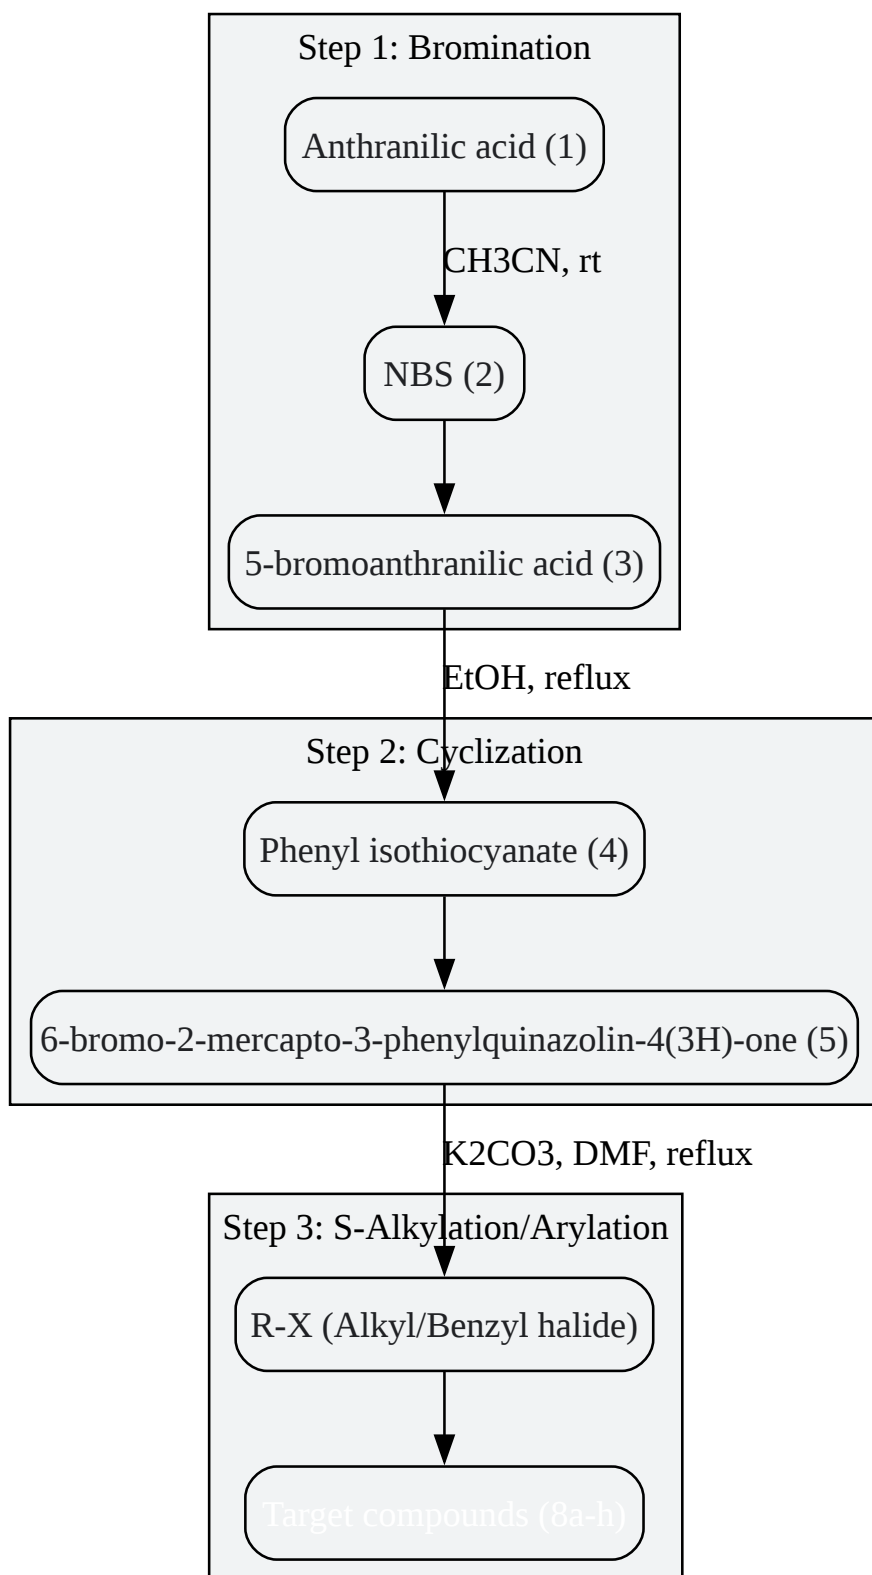 Step 1: Bromination
Anthranilic acid (1)
CH3CN, rt
NBS (2)
5-bromoanthranilic acid (3)
EtOH, reflux
Step 2: Cyclization
Phenyl isothiocyanate (4)
6-bromo-2-mercapto-3-phenylquinazolin-4(3H)-one (5)
K2CO3, DMF, reflux
Step 3: S-Alkylation/Arylation
R-X (Alkyl/Benzyl halide)
Target compounds (8a-h)